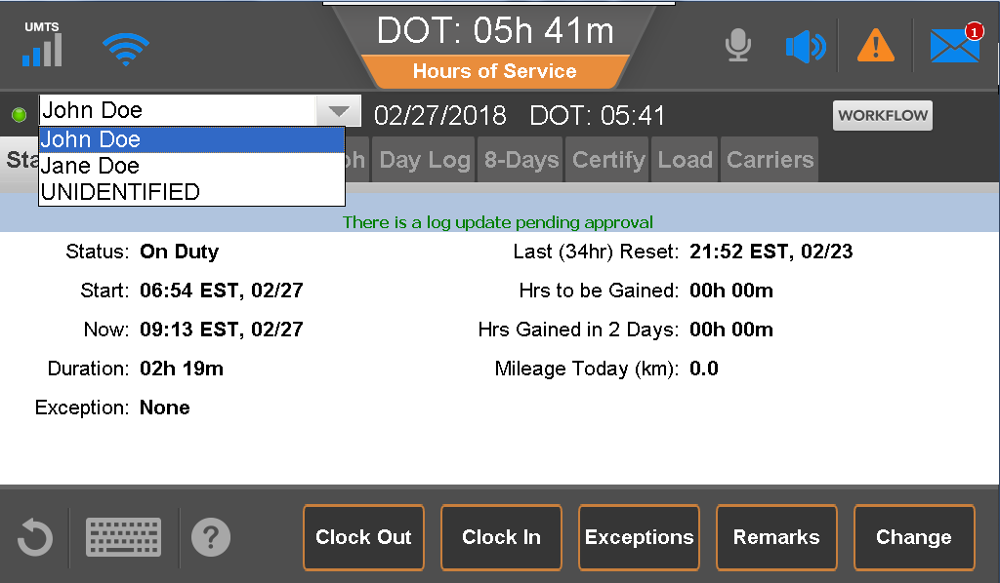 UMTS
DOT: 05h 41m
1
Hours of Service
John Doe
02/27/2018 DOT: 05:41
WORKFLOW
John Doe
Jane Doe
UNIDENTIFIED
Day Log
8-Days
Certify
Load
Carriers
There is a log update pending approval
Status: On Duty
Last (34hr) Reset: 21:52 EST, 02/23
Start: 06:54 EST, 02/27
Hrs to be Gained: 00h 00m
Now: 09:13 EST, 02/27
Hrs Gained in 2 Days: 00h 00m
Duration: 02h 19m
Mileage Today (km): 0.0
Exception: None
?
Clock Out
Clock In
Exceptions
Remarks
Change